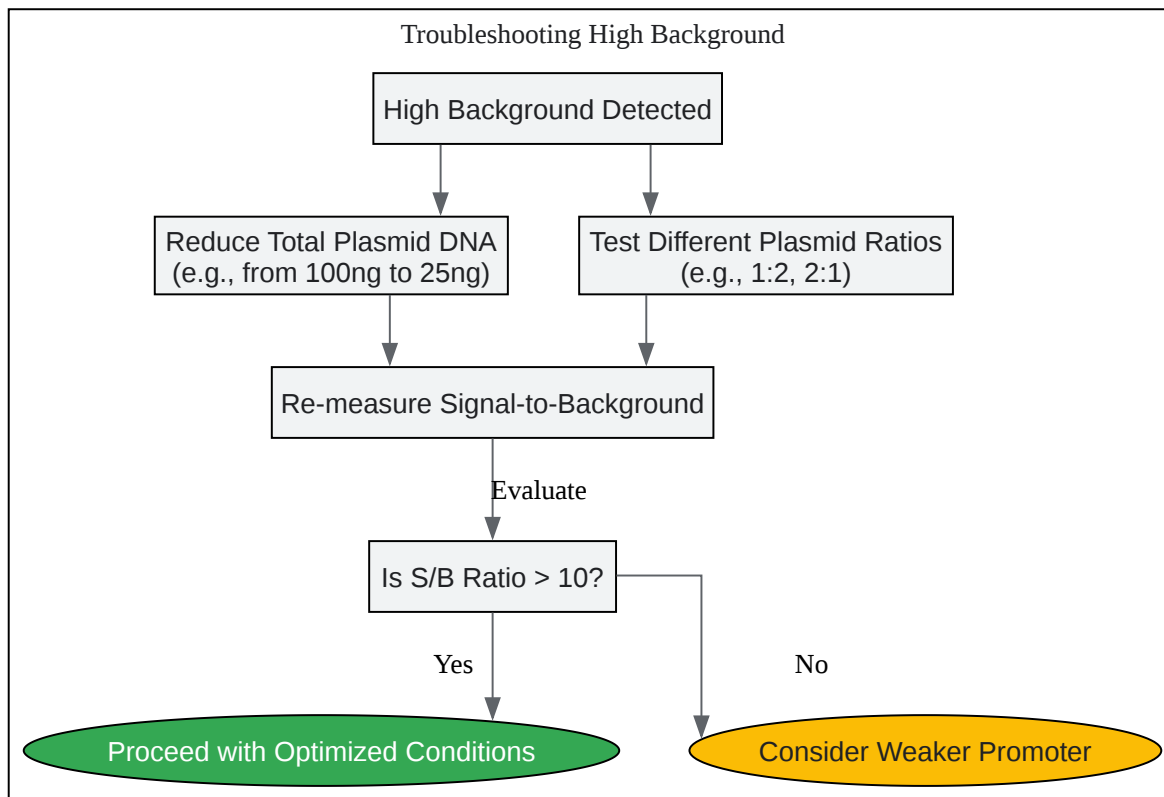 Troubleshooting High Background
High Background Detected
Reduce Total Plasmid DNA
(e.g., from 100ng to 25ng)
Test Different Plasmid Ratios
(e.g., 1:2, 2:1)
Re-measure Signal-to-Background
Evaluate
Is S/B Ratio > 10?
Yes
No
Proceed with Optimized Conditions
Consider Weaker Promoter